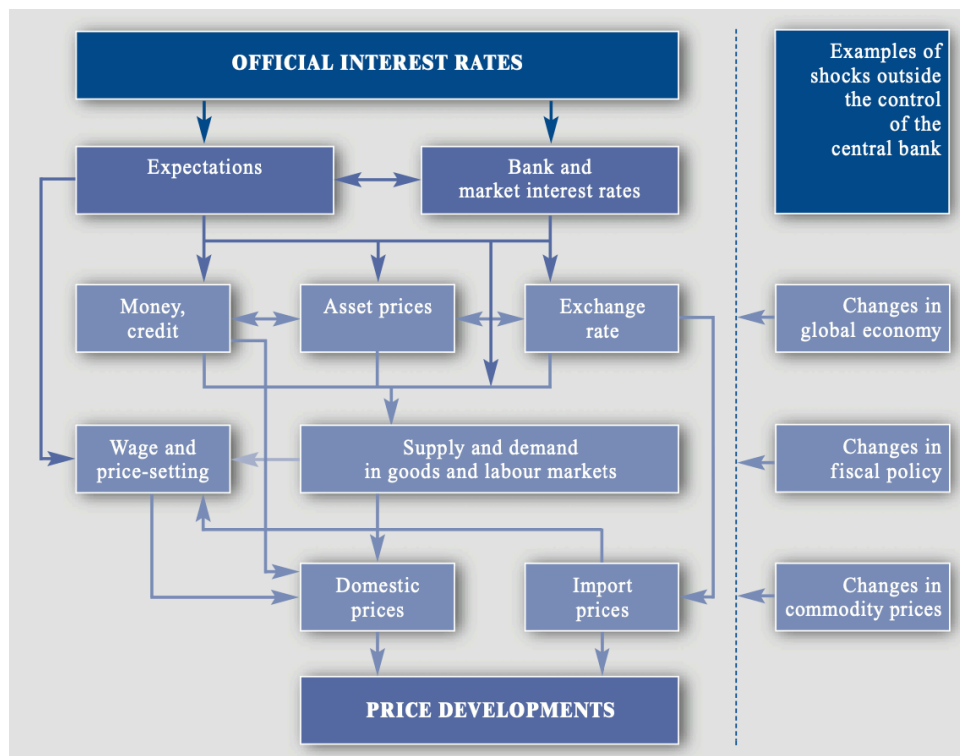 OFFICIAL INTEREST RATES
Examples of
shocks outside
the control
of the
central bank
Expectations
Bank and
market interest rates
Money,
credit
Asset prices
Exchange
rate
Changes in
global economy
Wage and
price-setting
Supply and demand
in goods and labour markets
Changes in
fiscal policy
Domestic
prices
Import
prices
Changes in
commodity prices
PRICE DEVELOPMENTS